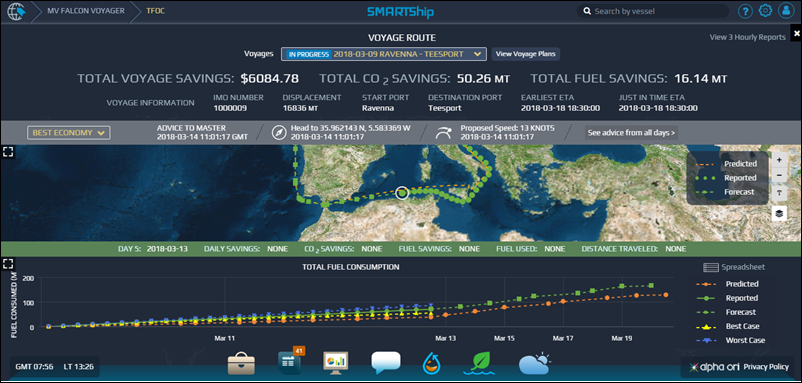 MV FALCON VOYAGER TFOC SMARTShip Search by vessel ?
VOYAGE ROUTE View 3 Hourly Reports
Voyages IN PROGRESS 2018-03-09 RAVENNA - TEESPORT View Voyage Plans
TOTAL VOYAGE SAVINGS: $6084.78 TOTAL CO2 SAVINGS: 50.26 MT TOTAL FUEL SAVINGS: 16.14 MT
VOYAGE INFORMATION IMO NUMBER DISPLACEMENT START PORT DESTINATION PORT EARLIEST ETA JUST IN TIME ETA
1000009 16836 MT Ravenna Teesport 2018-03-18 18:30:00 2018-03-18 18:30:00
BEST ECONOMY ADVICE TO MASTER Head to 35.962143 N, 5.583369 W Proposed Speed: 13 KNOTS See advice from all days >
2018-03-14 11:01:17 GMT 2018-03-14 11:01:17 2018-03-14 11:01:17
Predicted
Reported
Forecast
DAY 5: 2018-03-13 DAILY SAVINGS: NONE CO2 SAVINGS: NONE FUEL SAVINGS: NONE FUEL USED: NONE DISTANCE TRAVELED: NONE
TOTAL FUEL CONSUMPTION Spreadsheet
FUEL CONSUMED (M
200
100
0
Mar 11 Mar 13 Mar 15 Mar 17 Mar 19
Predicted
Reported
Forecast
Best Case
Worst Case
41
GMT 07:56 LT 13:26 alpha ori Privacy Policy